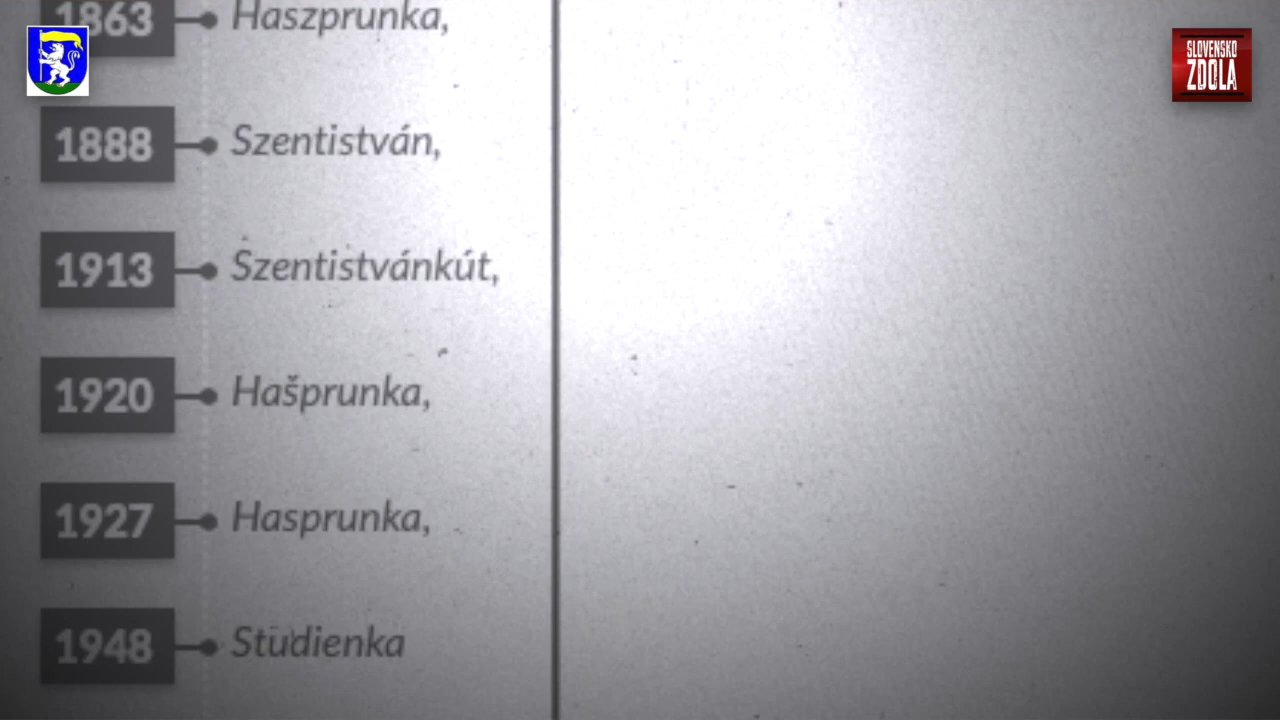 1863 Haszprunka,
SLOVENSKO
ZDOLA
1888 Szentistván,
1913 Szentistvánkút,
1920 Hašprunka,
1927 Hasprunka,
1948 Studienka